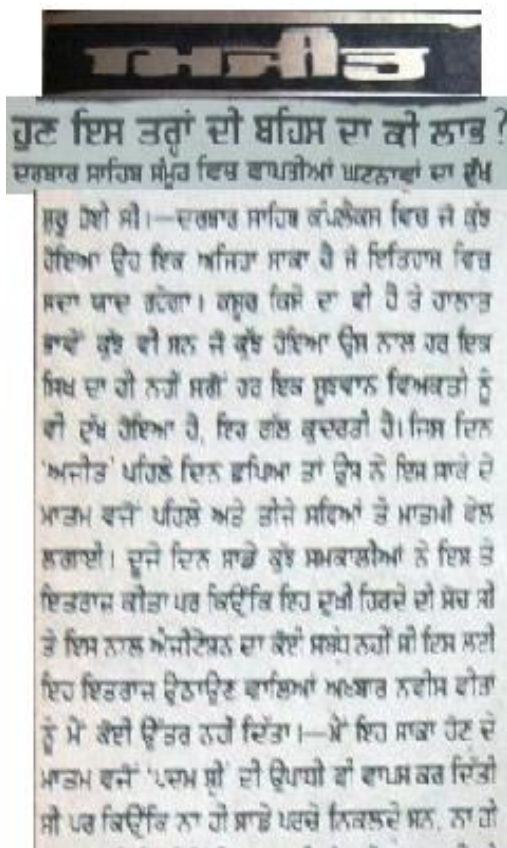 ਅਜੀਤ
ਹੁਣ ਇਸ ਤਰ੍ਹਾਂ ਦੀ ਬਹਿਸ ਦਾ ਕੀ ਲਾਭ ?
ਦਰਬਾਰ ਸਾਹਿਬ ਸਮੂਹ ਵਿਚ ਵਾਪਰੀਆਂ ਘਟਨਾਵਾਂ ਦਾ ਦੁੱਖ
ਸ਼ੁਰੂ ਹੋਈ ਸੀ।—ਦਰਬਾਰ ਸਾਹਿਬ ਕੰਪਲੈਕਸ ਵਿਚ ਜੋ ਕੁੱਝ
ਹੋਇਆ ਉਹ ਇਕ ਅਜਿਹਾ ਸਾਕਾ ਹੈ ਜੋ ਇਤਿਹਾਸ ਵਿਚ
ਸਦਾ ਯਾਦ ਰਹੇਗਾ। ਕਸੂਰ ਕਿਸੇ ਦਾ ਵੀ ਹੈ ਤੇ ਹਾਲਾਤ
ਭਾਵੇਂ ਕੁੱਝ ਵੀ ਸਨ ਜੋ ਕੁੱਝ ਹੋਇਆ ਉਸ ਨਾਲ ਹਰ ਇਕ
ਸਿਖ ਦਾ ਹੀ ਨਹੀਂ ਸਗੋਂ ਹਰ ਇਕ ਸੂਝਵਾਨ ਵਿਅਕਤੀ ਨੂੰ
ਵੀ ਦੁੱਖ ਹੋਇਆ ਹੈ, ਇਹ ਗੱਲ ਕੁਦਰਤੀ ਹੈ। ਜਿਸ ਦਿਨ
'ਅਜੀਤ' ਪਹਿਲੇ ਦਿਨ ਛਪਿਆ ਤਾਂ ਉਸ ਨੇ ਇਸ ਸਾਕੇ ਦੇ
ਮਾਤਮ ਵਜੋਂ ਪਹਿਲੇ ਅਤੇ ਤੀਜੇ ਸਫਿਆਂ ਤੇ ਮਾਤਮੀ ਰੂਲ
ਲਗਾਈ। ਦੂਜੇ ਦਿਨ ਸਾਡੇ ਕੁੱਝ ਸਮਕਾਲੀਆਂ ਨੇ ਇਸ ਤੇ
ਇਤਰਾਜ਼ ਕੀਤਾ ਪਰ ਕਿਉਂਕਿ ਇਹ ਦੁਖੀ ਹਿਰਦੇ ਦੀ ਸੋਚ ਸੀ
ਤੇ ਇਸ ਨਾਲ ਐਜੀਟੇਸ਼ਨ ਦਾ ਕੋਈ ਸਬੰਧ ਨਹੀਂ ਸੀ ਇਸ ਲਈ
ਇਹ ਇਤਰਾਜ਼ ਉਠਾਉਣ ਵਾਲਿਆਂ ਅਖ਼ਬਾਰ ਨਵੀਸ ਵੀਰਾਂ
ਨੂੰ ਮੈਂ ਕੋਈ ਉੱਤਰ ਨਹੀਂ ਦਿੱਤਾ।—ਮੈਂ ਇਹ ਸਾਕਾ ਹੋਣ ਦੇ
ਮਾਤਮ ਵਜੋਂ 'ਪਦਮ ਸ੍ਰੀ' ਦੀ ਉਪਾਧੀ ਵੀ ਵਾਪਸ ਕਰ ਦਿੱਤੀ
ਸੀ ਪਰ ਕਿਉਂਕਿ ਨਾ ਹੀ ਸਾਡੇ ਪਰਚੇ ਨਿਕਲਦੇ ਸਨ, ਨਾ ਹੀ